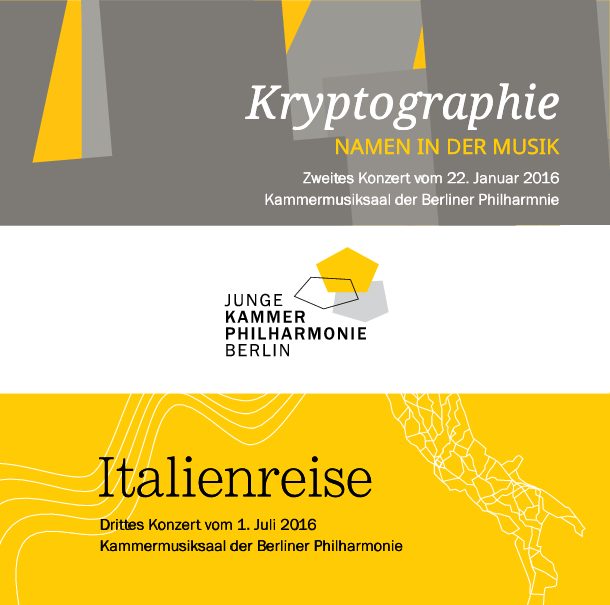 Kryptographie
NAMEN IN DER MUSIK
Zweites Konzert vom 22. Januar 2016
Kammermusiksaal der Berliner Philharmnie
JUNGE
KAMMER
PHILHARMONIE
BERLIN
Italienreise
Drittes Konzert vom 1. Juli 2016
Kammermusiksaal der Berliner Philharmonie